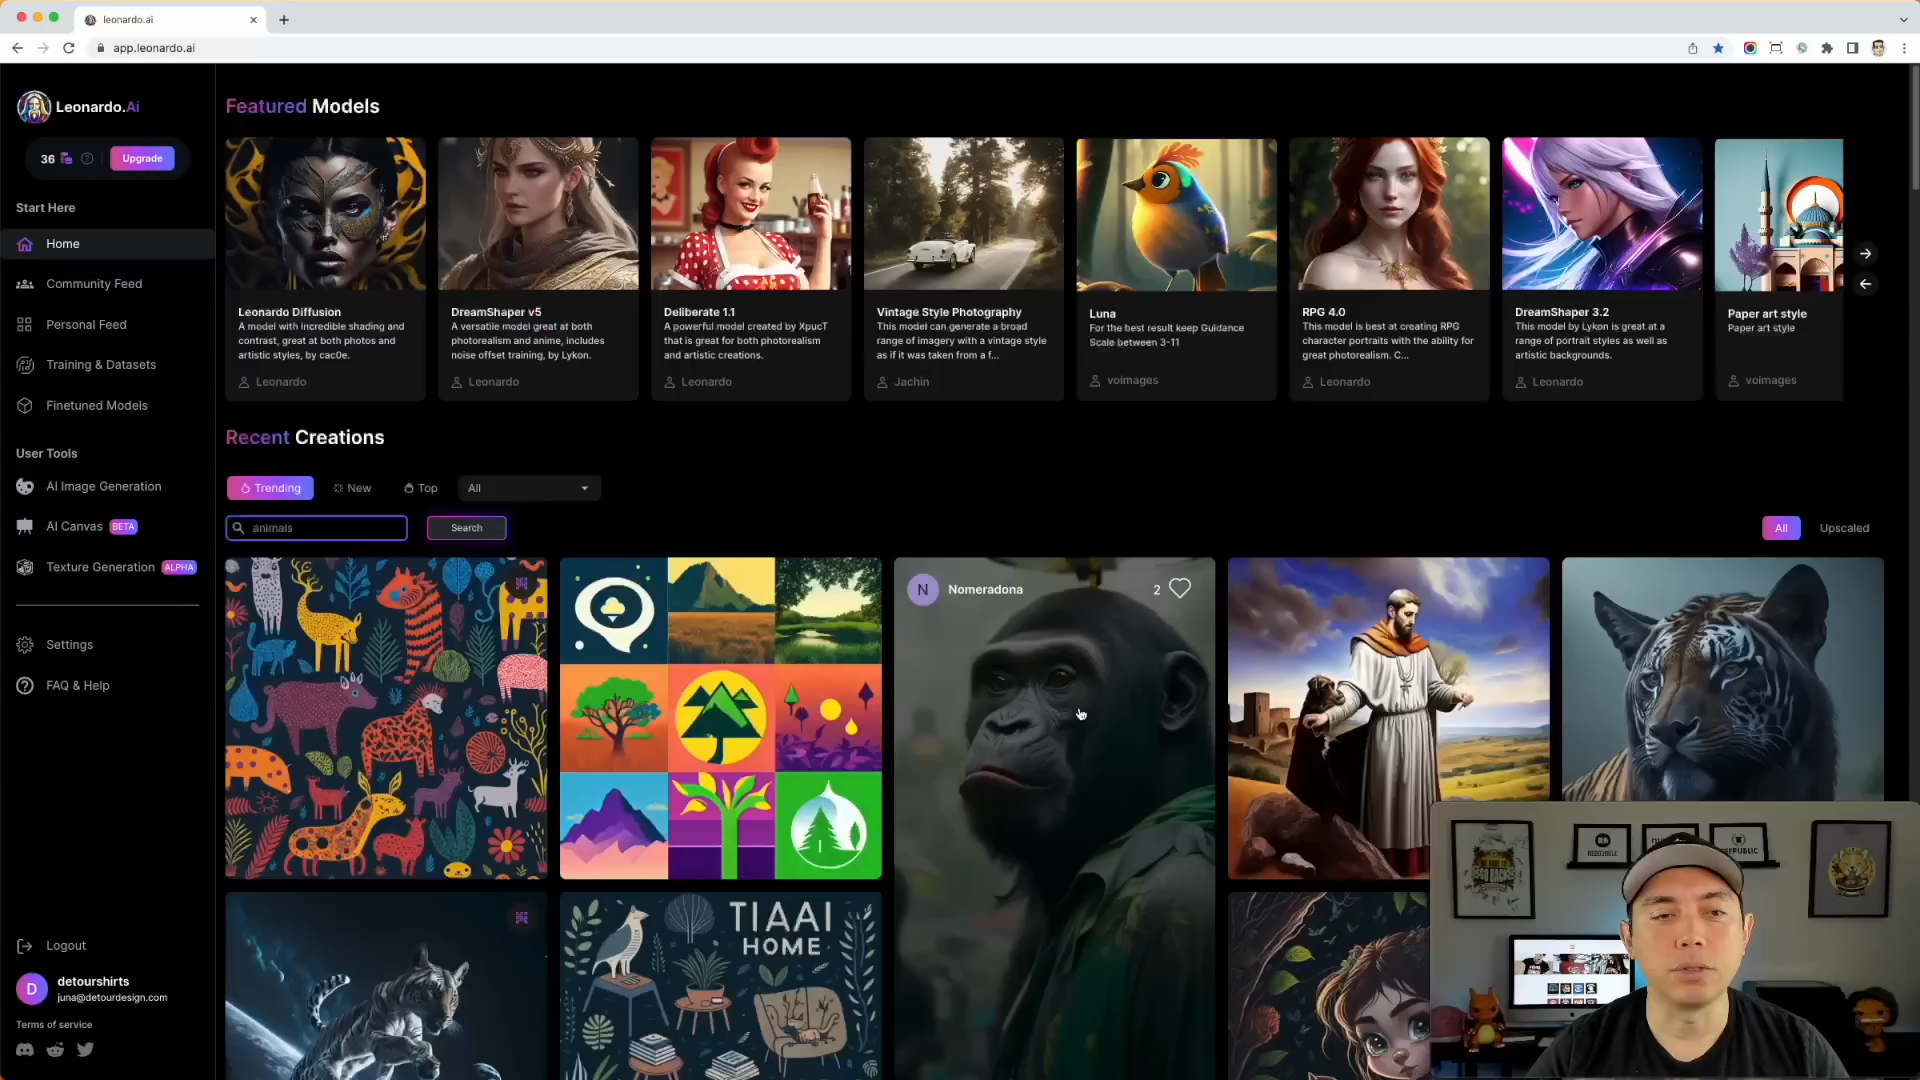 leonardo.ai
app.leonardo.ai
Leonardo.Ai
36
Upgrade
Start Here
Home
Community Feed
Personal Feed
Training & Datasets
Finetuned Models
User Tools
AI Image Generation
AI Canvas BETA
Texture Generation ALPHA
Settings
FAQ & Help
Logout
D
detourshirts
juna@detourdesign.com
Terms of service
Featured Models
Leonardo Diffusion
A model with incredible shading and
contrast, great at both photos and
artistic styles, by cac0e.
Leonardo
DreamShaper v5
A versatile model great at both
photorealism and anime, includes
noise offset training, by Lykon.
Leonardo
Deliberate 1.1
A powerful model created by XpucT
that is great for both photorealism
and artistic creations.
Leonardo
Vintage Style Photography
This model can generate a broad
range of imagery with a vintage style
as if it was taken from a f...
Jachin
Luna
For the best result keep Guidance
Scale between 3-11
voimages
RPG 4.0
This model is best at creating RPG
character portraits with the ability for
great photorealism. C...
Leonardo
DreamShaper 3.2
This model by Lykon is great at a
range of portrait styles as well as
artistic backgrounds.
Leonardo
Paper art style
Paper art style
voimages
Recent Creations
Trending
New
Top
All
animals
Search
All
Upscaled
N
Nomeradona
2
TIAAI
HOME